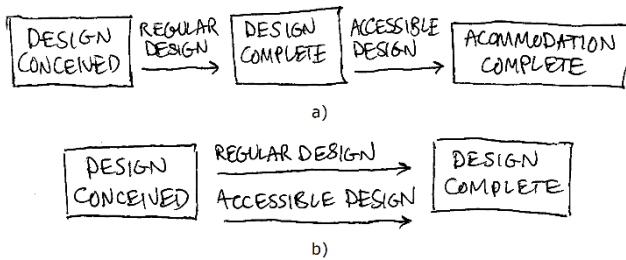 DESIGN
CONCEIVED
REGULAR
DESIGN
DESIGN
COMPLETE
ACCESSIBLE
DESIGN
ACOMMODATION
COMPLETE
a)
DESIGN
CONCEIVED
REGULAR DESIGN
ACCESSIBLE DESIGN
DESIGN
COMPLETE
b)